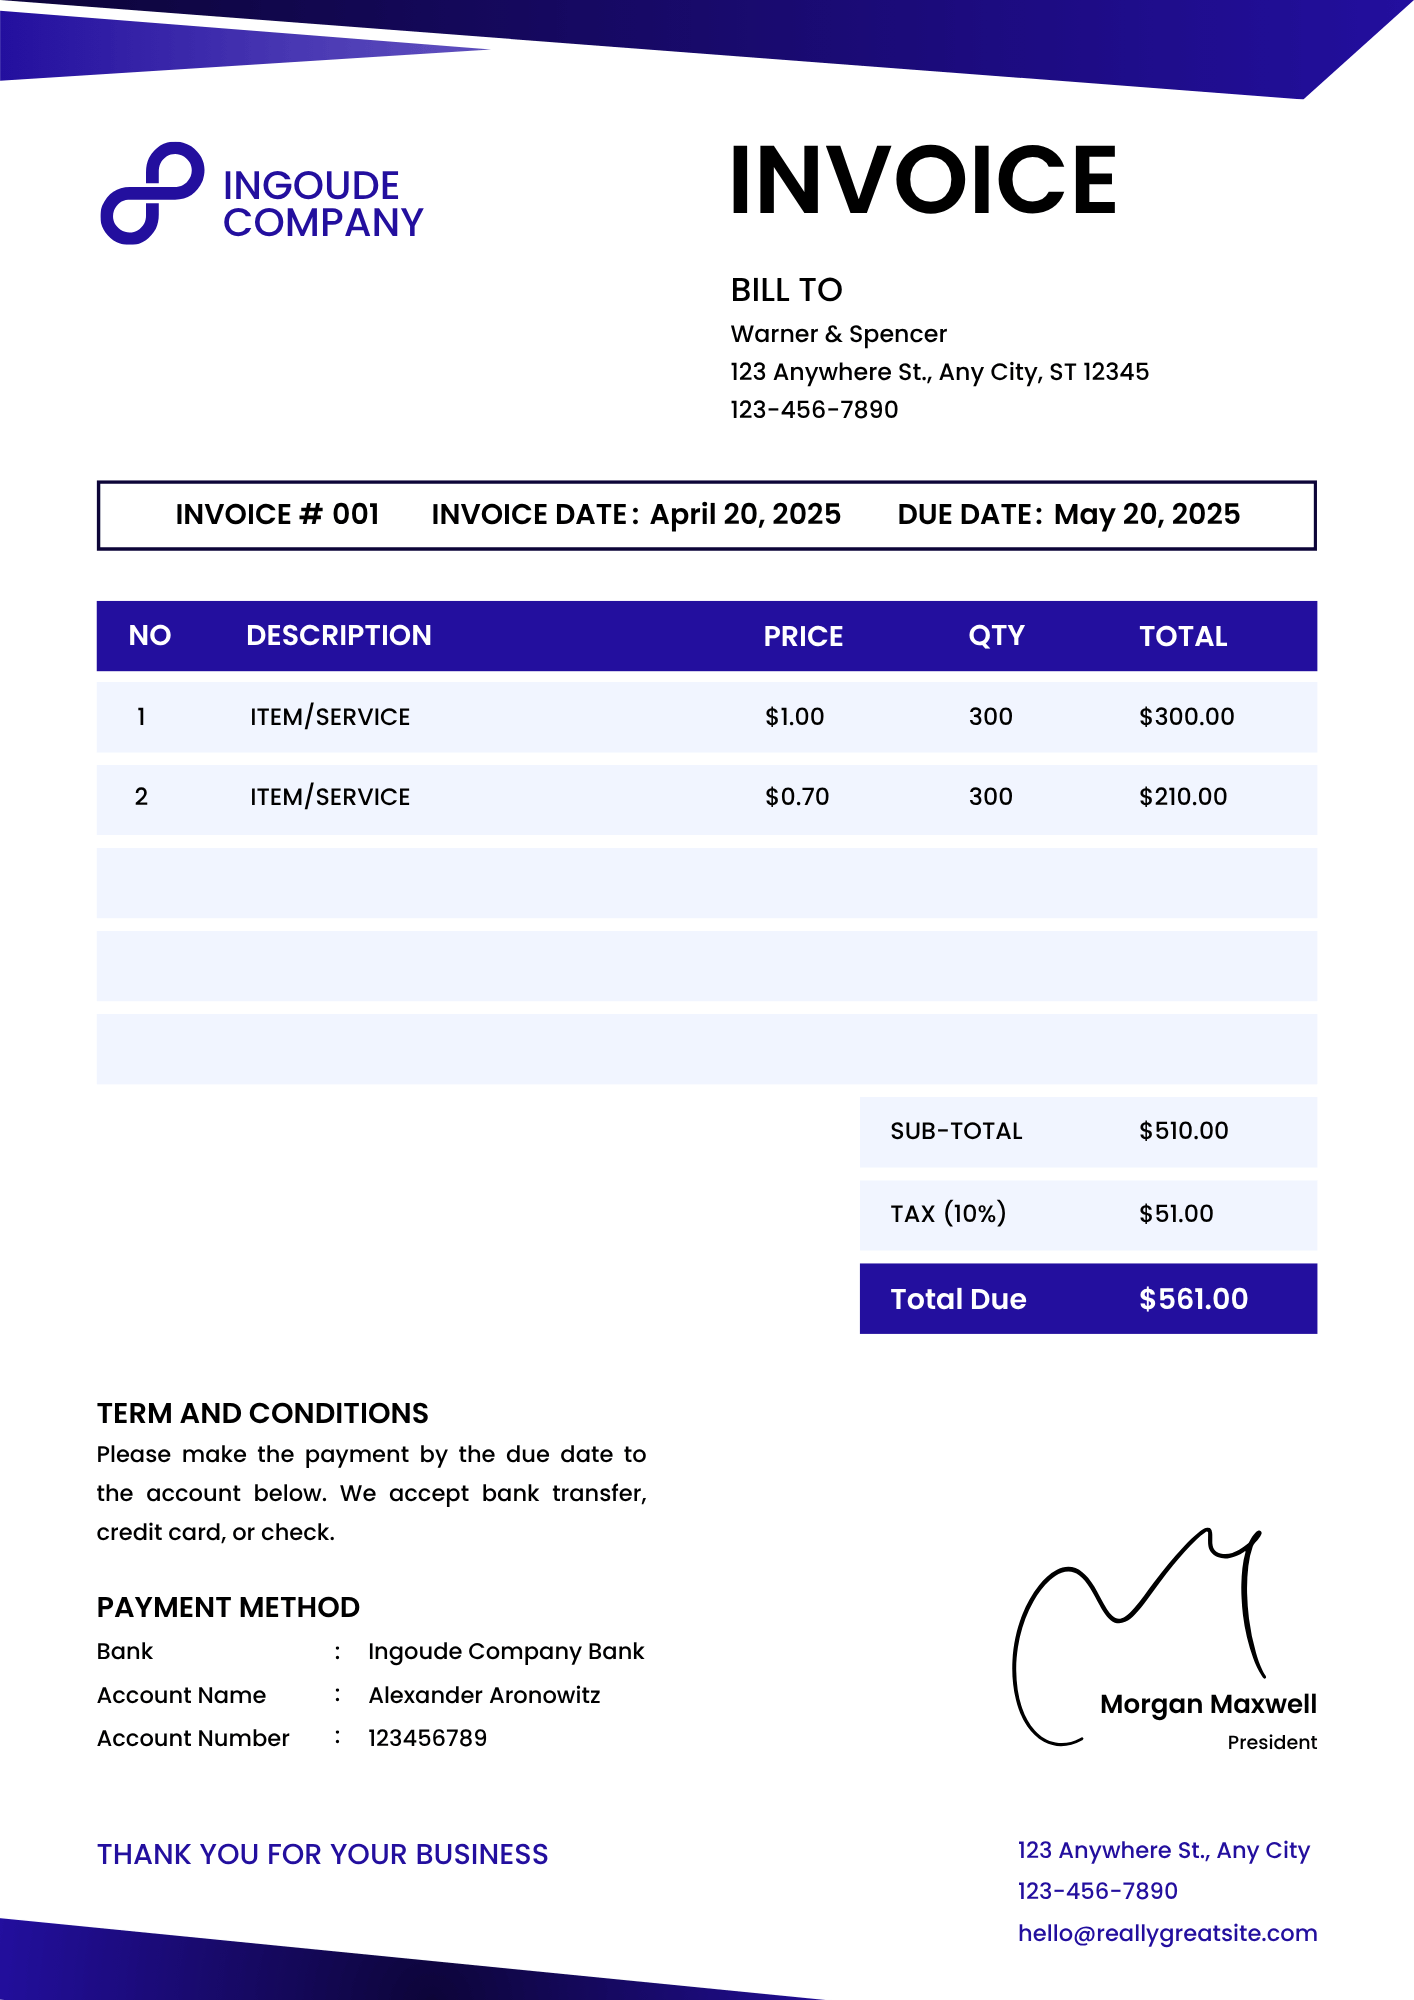 INGOUDE
COMPANY
INVOICE
BILL TO
Warner & Spencer
123 Anywhere St., Any City, ST 12345
123-456-7890
INVOICE # 001 INVOICE DATE: April 20, 2025 DUE DATE: May 20, 2025
NO DESCRIPTION PRICE QTY TOTAL
1 ITEM/SERVICE $1.00 300 $300.00
2 ITEM/SERVICE $0.70 300 $210.00
SUB-TOTAL $510.00
TAX (10%) $51.00
Total Due $561.00
TERM AND CONDITIONS
Please make the payment by the due date to
the account below. We accept bank transfer,
credit card, or check.
PAYMENT METHOD
Bank : Ingoude Company Bank
Account Name : Alexander Aronowitz
Account Number : 123456789
Morgan Maxwell
President
THANK YOU FOR YOUR BUSINESS
123 Anywhere St., Any City
123-456-7890
hello@reallygreatsite.com